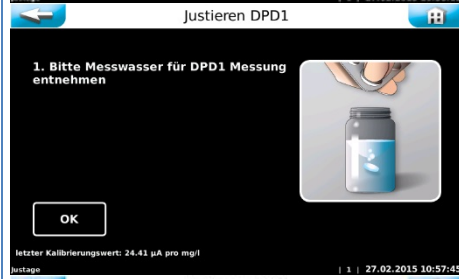 Justieren DPD1
1. Bitte Messwasser für DPD1 Messung
entnehmen
OK
letzter Kalibrierungswert: 24.41 µA pro mg/l
Justage | 1 | 27.02.2015 10:57:45